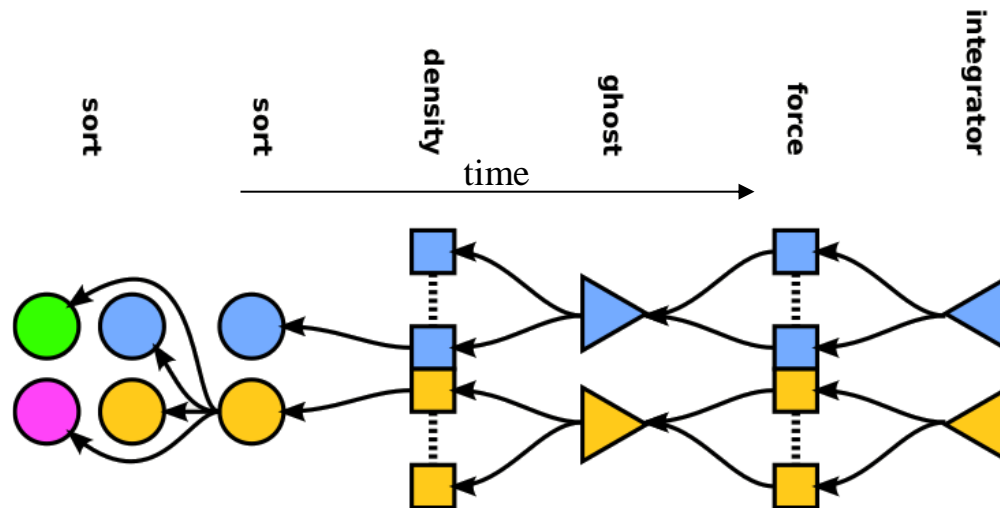 sort
sort
density
ghost
force
integrator
time